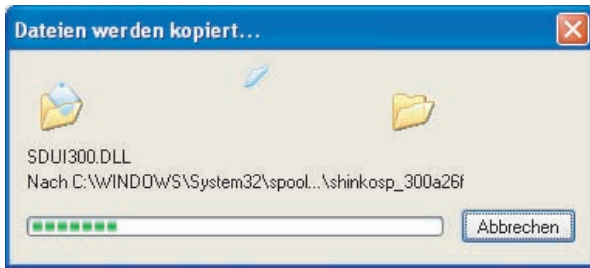 Dateien werden kopiert...
SDUI300.DLL
Nach C:\WINDOWS\System32\spool...\shinkosp_300a26f
Abbrechen